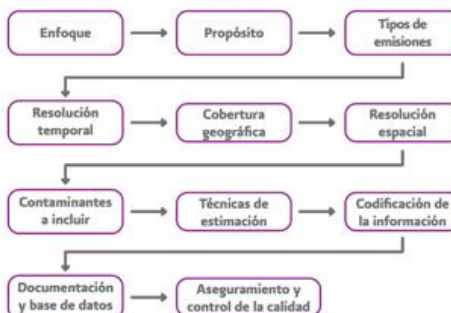 Enfoque
Propósito
Tipos de
emisiones
Resolución
temporal
Cobertura
geográfica
Resolución
espacial
Contaminantes
a incluir
Técnicas de
estimación
Codificación de
la información
Documentación
y base de datos
Aseguramiento y
control de la calidad